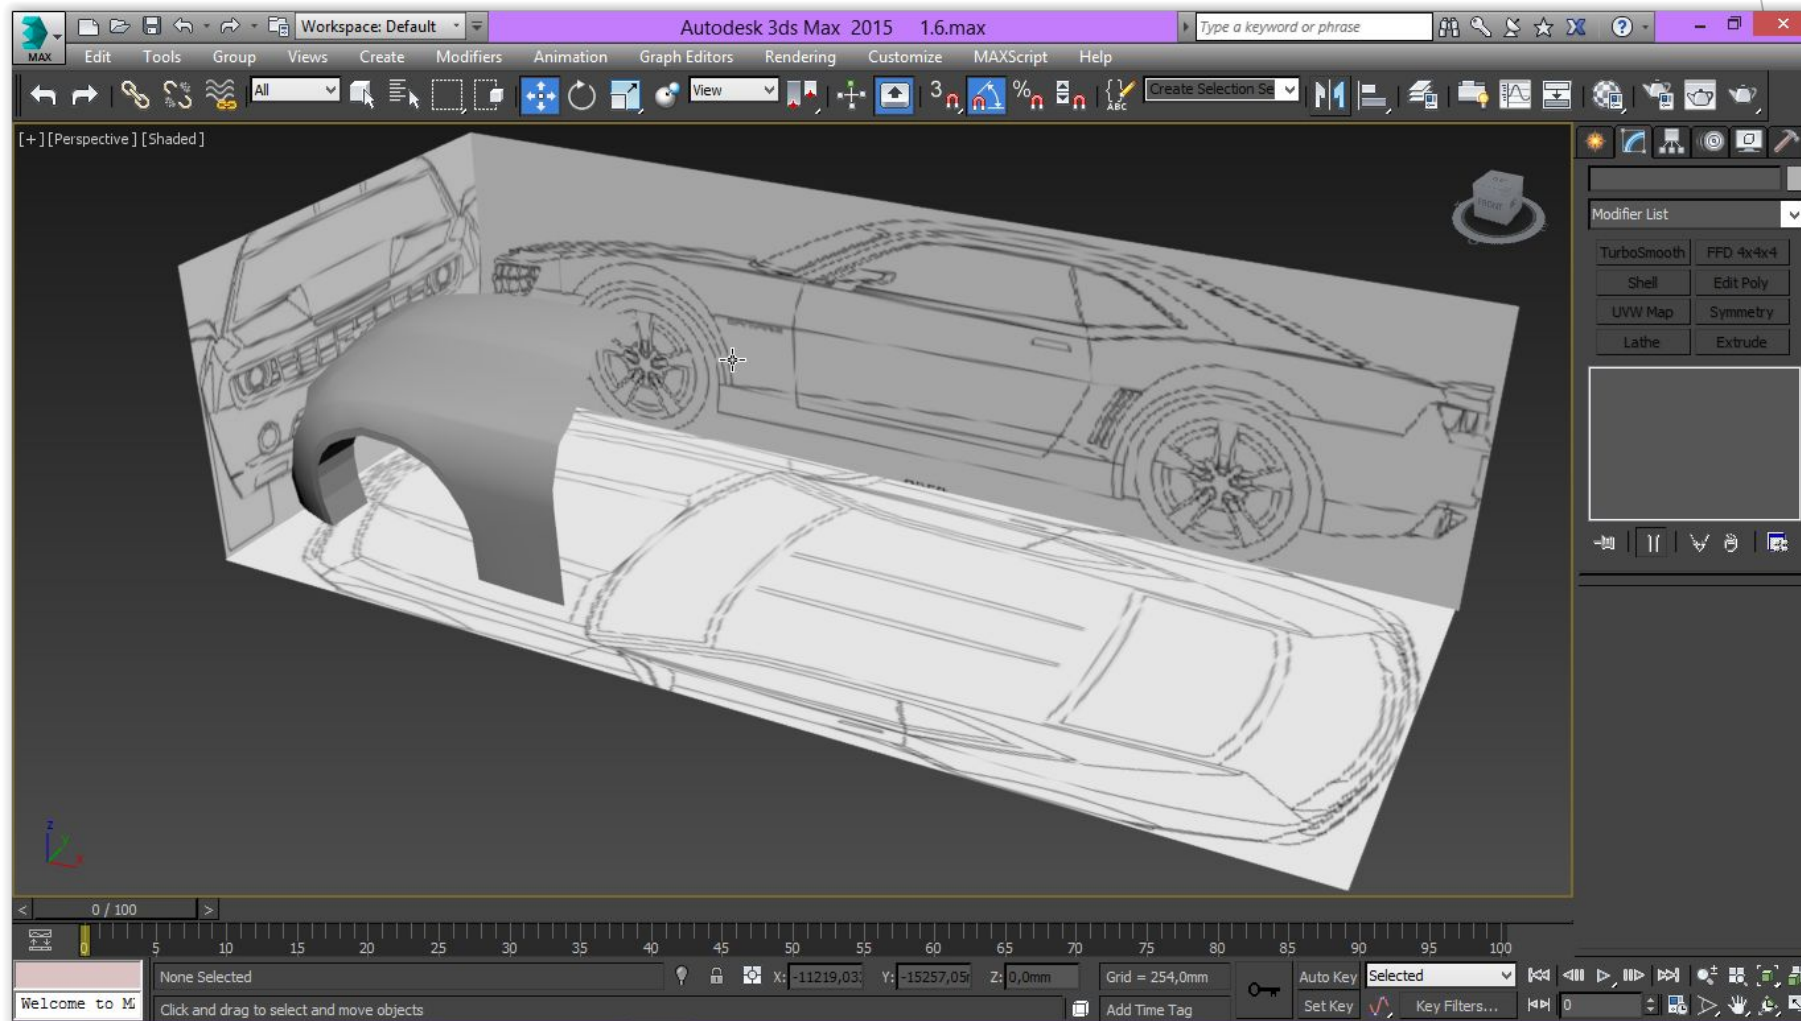 Workspace: Default
Autodesk 3ds Max 2015 1.6.max
Type a keyword or phrase
MAX Edit Tools Group Views Create Modifiers Animation Graph Editors Rendering Customize MAXScript Help
All View 3 % ABC Create Selection Se
[+] [Perspective] [Shaded]
Modifier List
TurboSmooth FFD 4x4x4
Shell Edit Poly
UVW Map Symmetry
Lathe Extrude
z
y
x
< 0 / 100 >
0 5 10 15 20 25 30 35 40 45 50 55 60 65 70 75 80 85 90 95 100
None Selected X: -11219,03 Y: -15257,05 Z: 0,0mm Grid = 254,0mm Auto Key Selected
Welcome to M Click and drag to select and move objects Add Time Tag Set Key Key Filters... 0